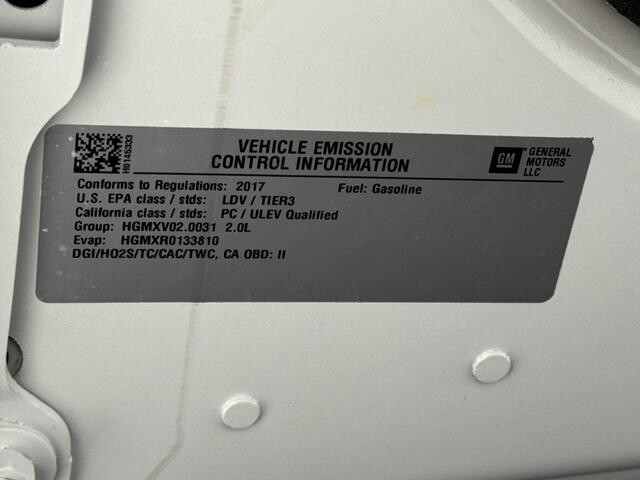 H0145333
VEHICLE EMISSION
CONTROL INFORMATION
GM
GENERAL
MOTORS
LLC
Conforms to Regulations: 2017 Fuel: Gasoline
U.S. EPA class / stds: LDV / TIER3
California class / stds: PC / ULEV Qualified
Group: HGMXV02.0031 2.0L
Evap: HGMXR0133810
DGI/HO2S/TC/CAC/TWC, CA OBD: II